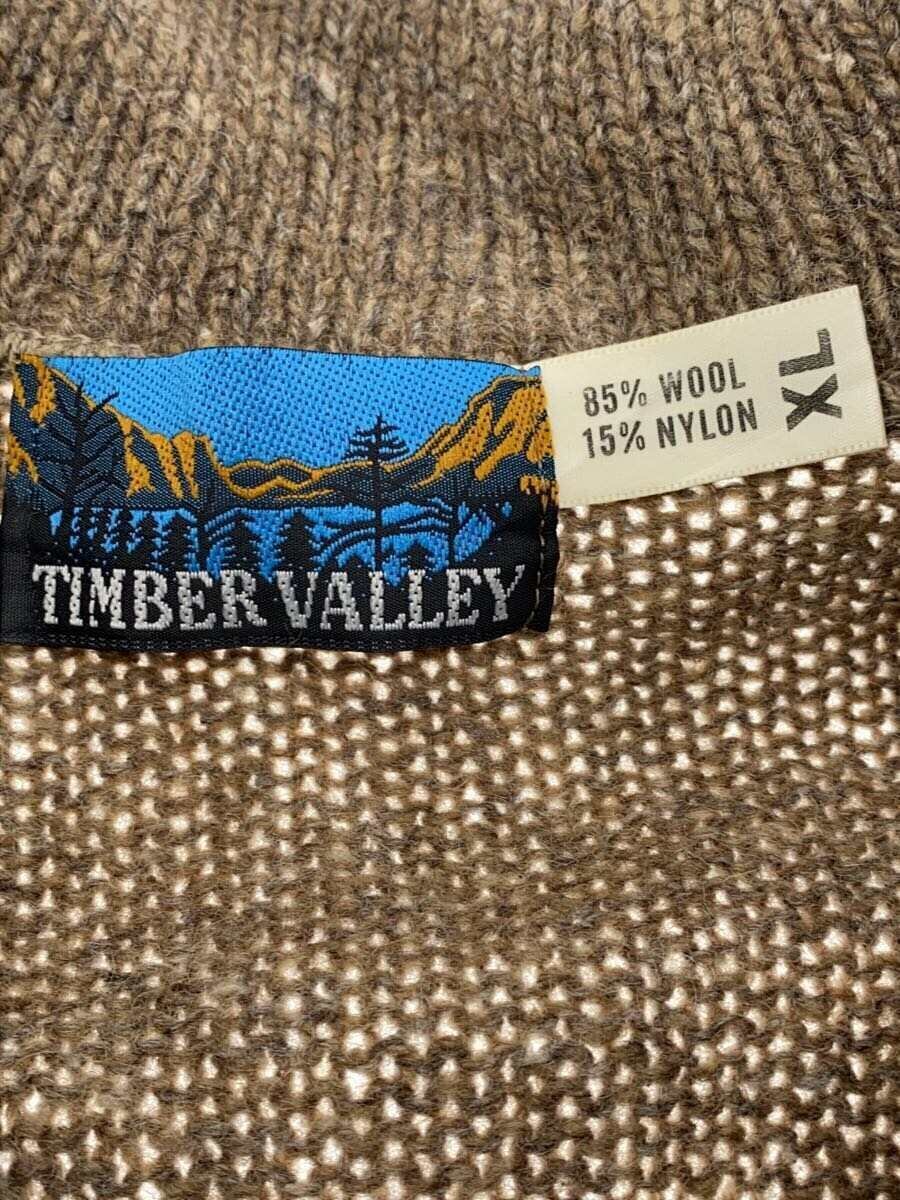 TIMBER VALLEY
85% WOOL
15% NYLON
XL